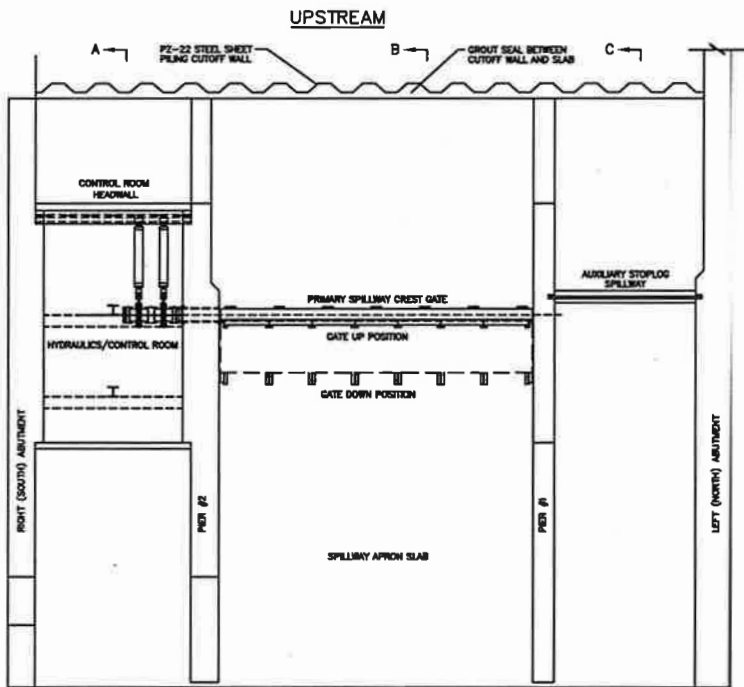 UPSTREAM
A
PZ-22 STEEL SHEET
PILING CUTOFF WALL
B
GROUT SEAL BETWEEN
CUTOFF WALL AND SLAB
C
CONTROL ROOM
HEADWALL
AUXILIARY STOPLOG
SPILLWAY
PRIMARY SPILLWAY CREST GATE
GATE UP POSITION
HYDRAULICS/CONTROL ROOM
GATE DOWN POSITION
RIGHT (SOUTH) ABUTMENT
PIER #2
PIER #1
LEFT (NORTH) ABUTMENT
SPILLWAY APRON SLAB